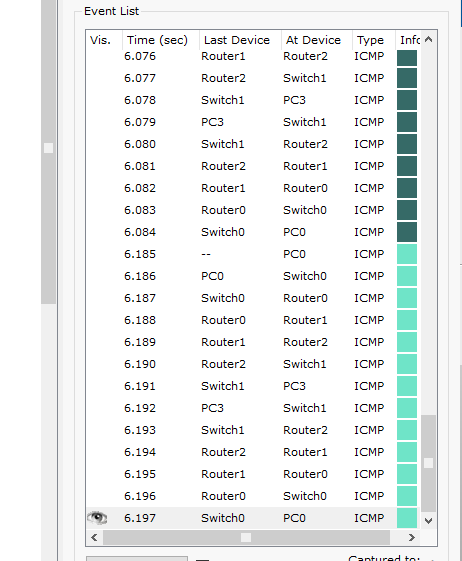 Event List
Vis. Time (sec) Last Device At Device Type Info
6.076 Router1 Router2 ICMP
6.077 Router2 Switch1 ICMP
6.078 Switch1 PC3 ICMP
6.079 PC3 Switch1 ICMP
6.080 Switch1 Router2 ICMP
6.081 Router2 Router1 ICMP
6.082 Router1 Router0 ICMP
6.083 Router0 Switch0 ICMP
6.084 Switch0 PC0 ICMP
6.185 -- PC0 ICMP
6.186 PC0 Switch0 ICMP
6.187 Switch0 Router0 ICMP
6.188 Router0 Router1 ICMP
6.189 Router1 Router2 ICMP
6.190 Router2 Switch1 ICMP
6.191 Switch1 PC3 ICMP
6.192 PC3 Switch1 ICMP
6.193 Switch1 Router2 ICMP
6.194 Router2 Router1 ICMP
6.195 Router1 Router0 ICMP
6.196 Router0 Switch0 ICMP
6.197 Switch0 PC0 ICMP
Captured to: